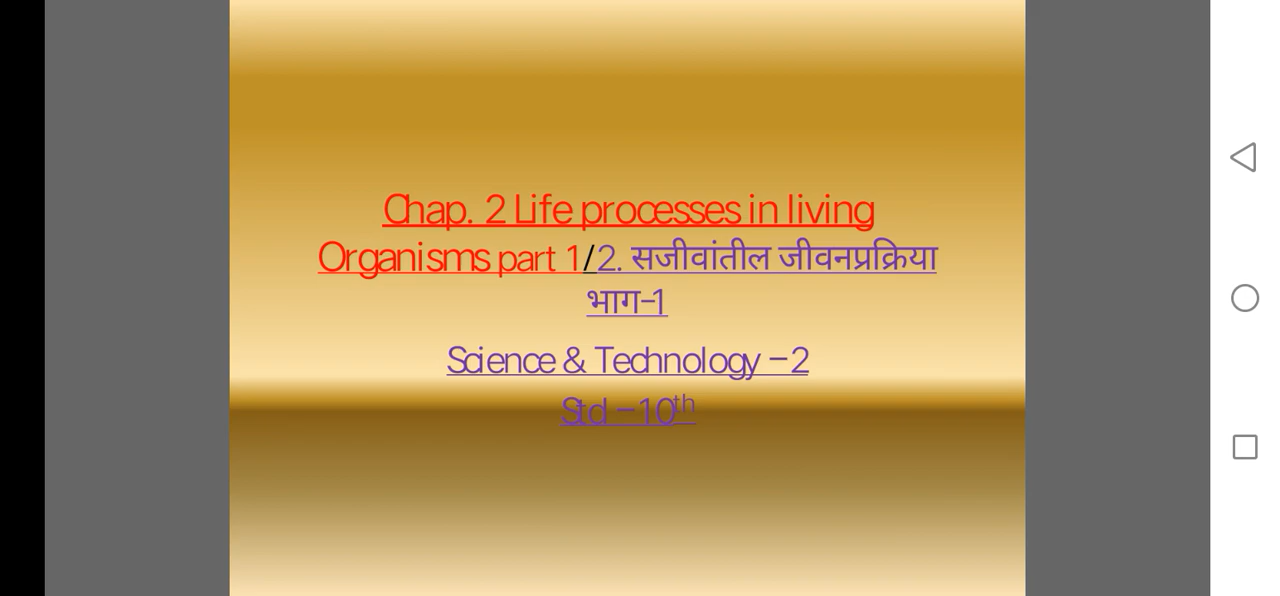 Chap. 2 Life processes in living
Organisms part 1/2. सजीवांतील जीवनप्रक्रिया
भाग-1
Science & Technology – 2
Std – 10th